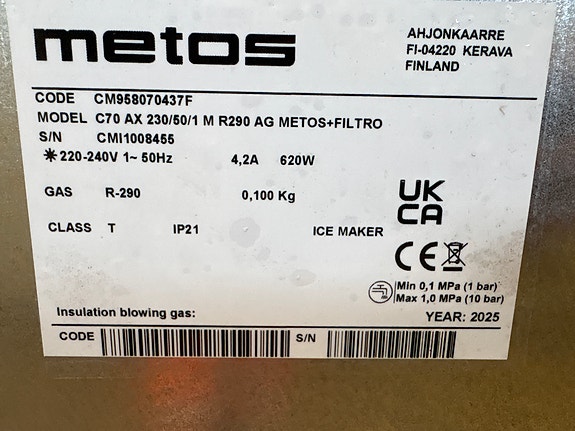 metos
AHJONKAARRE
FI-04220 KERAVA
FINLAND
CODE CM958070437F
MODEL C70 AX 230/50/1 M R290 AG METOS+FILTRO
S/N CMI1008455
220-240V 1~ 50Hz 4,2A 620W
GAS R-290 0,100 Kg
UK
CA
CLASS T IP21 ICE MAKER
CE
Min 0,1 MPa (1 bar)
Max 1,0 MPa (10 bar)
Insulation blowing gas: YEAR: 2025
CODE S/N